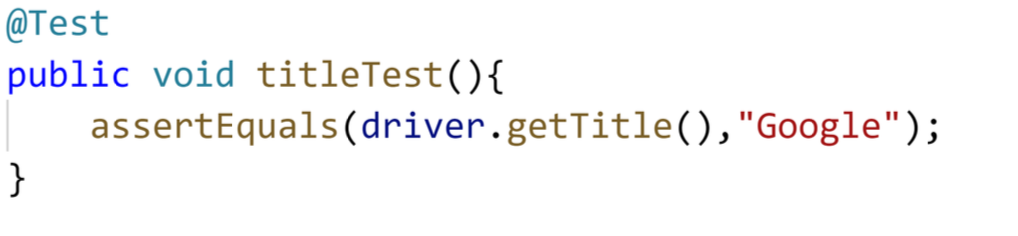 @Test
public void titleTest(){
    assertEquals(driver.getTitle(),"Google");
}